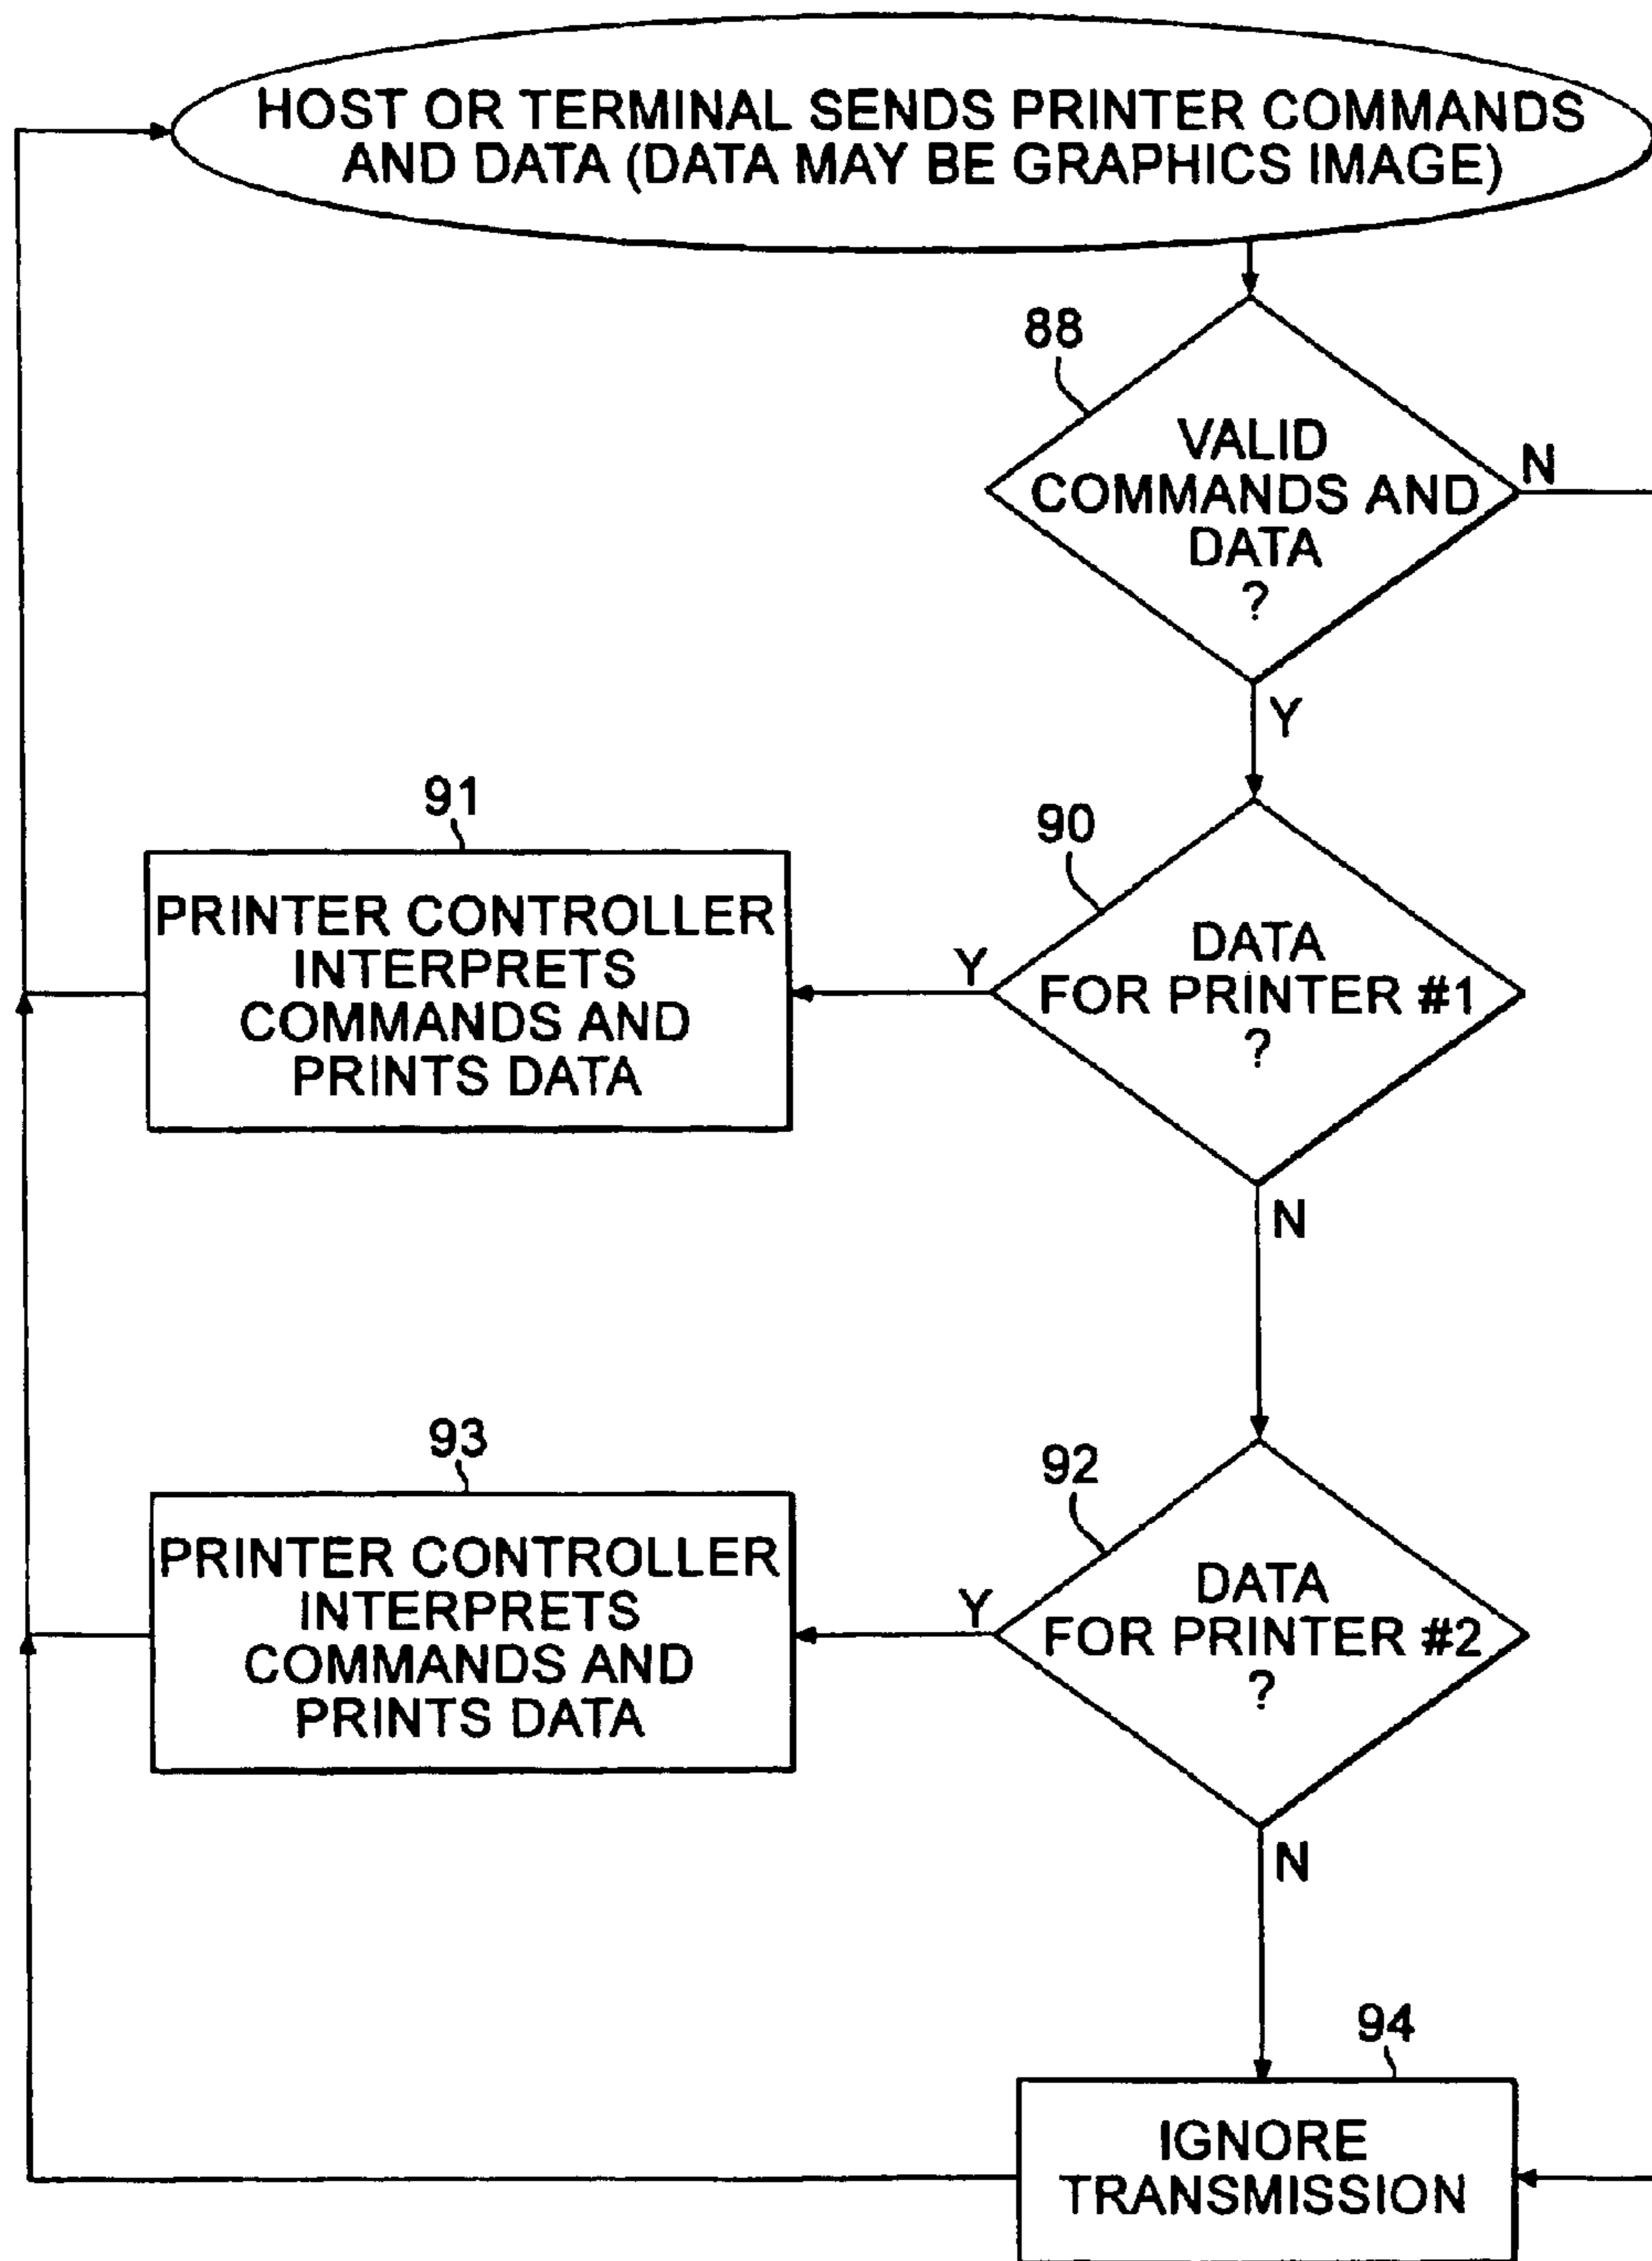 HOST OR TERMINAL SENDS PRINTER COMMANDS
AND DATA (DATA MAY BE GRAPHICS IMAGE)
88
VALID
COMMANDS AND
DATA
?
N
Y
91
PRINTER CONTROLLER
INTERPRETS
COMMANDS AND
PRINTS DATA
90
Y
DATA
FOR PRINTER #1
?
N
93
PRINTER CONTROLLER
INTERPRETS
COMMANDS AND
PRINTS DATA
92
Y
DATA
FOR PRINTER #2
?
N
94
IGNORE
TRANSMISSION